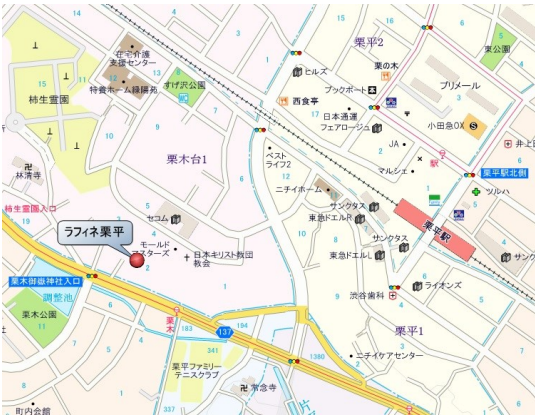 栗平2
在宅介護
支援センター
特養ホーム緑陽苑
すげ沢公園
ヒルズ
栗の木
ブックポート
西食亭
プリメール
東公園
日本通運
フェアロージュ
小田急OX
柿生霊園
栗木台1
ベスト
ライフ2
JA
マルシェ
駅
井上
栗平駅北側
ツルハ
林清寺
柿生霊園入口
ニチイホーム
サンクタス
東急ドエルR
セコム
ラフィネ栗平
モールド
マスターズ
日本キリスト教団
教会
サンクタス
東急ドエルL
栗平駅
サンク
栗木御嶽神社入口
調整池
栗木公園
11
渋谷歯科
ライオンズ
栗木
137
183
184
194
341
1380
337
栗平1
栗平ファミリー
テニスクラブ
ニチイケアセンター
常念寺
町内会館
片